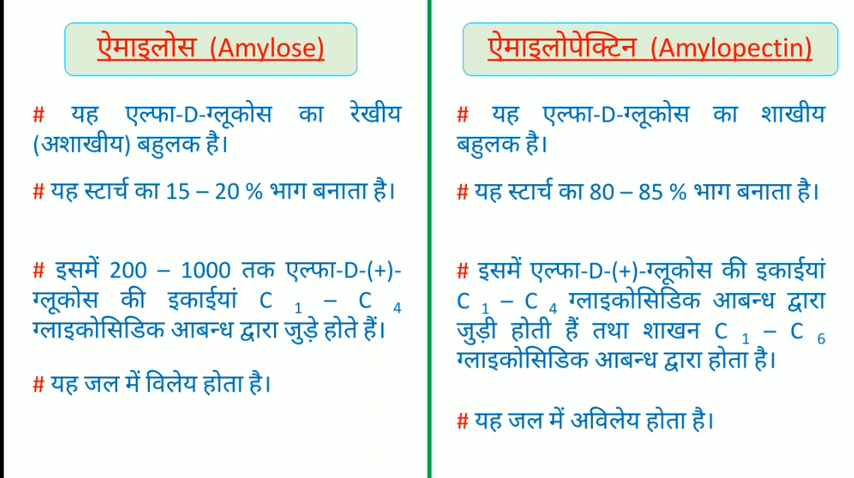 ऐमाइलोस (Amylose)
# यह एल्फा-D-ग्लूकोस का रेखीय
(अशाखीय) बहुलक है।
# यह स्टार्च का 15 – 20 % भाग बनाता है।
# इसमें 200 – 1000 तक एल्फा-D-(+)-
ग्लूकोस की इकाईयां C 1 – C 4
ग्लाइकोसिडिक आबन्ध द्वारा जुड़े होते हैं।
# यह जल में विलेय होता है।
ऐमाइलोपेक्टिन (Amylopectin)
# यह एल्फा-D-ग्लूकोस का शाखीय
बहुलक है।
# यह स्टार्च का 80 – 85 % भाग बनाता है।
# इसमें एल्फा-D-(+)-ग्लूकोस की इकाईयां
C 1 – C 4 ग्लाइकोसिडिक आबन्ध द्वारा
जुड़ी होती हैं तथा शाखन C 1 – C 6
ग्लाइकोसिडिक आबन्ध द्वारा होता है।
# यह जल में अविलेय होता है।